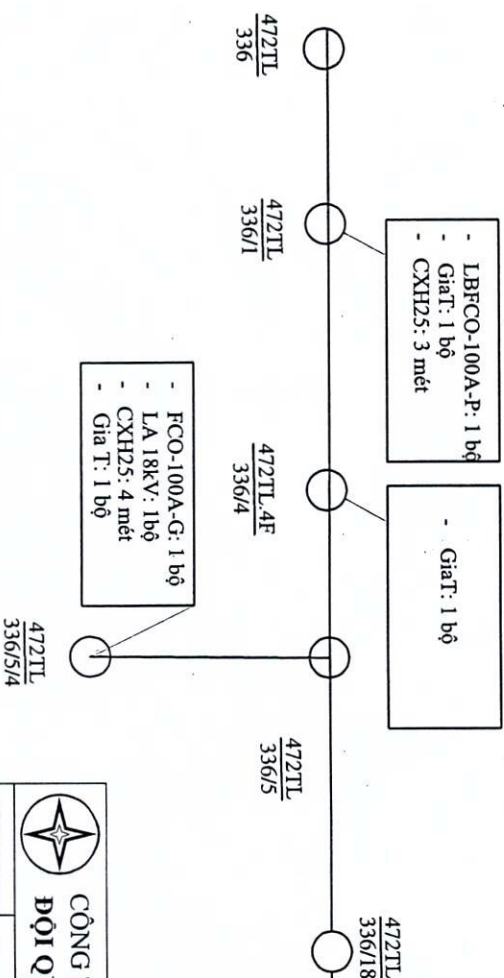 - LBFCO-100A-P: 1 bộ
- GiaT: 1 bộ
- CXH25: 3 mét
- GiaT: 1 bộ
472TL
336
472TL
336/1
472TL.4F
336/4
472TL
336/5
472TL
336/18
- FCO-100A-G: 1 bộ
- LA 18kV: 1bộ
- CXH25: 4 mét
- Gia T: 1 bộ
472TL
336/5/4
CÔNG
ĐỘI Q